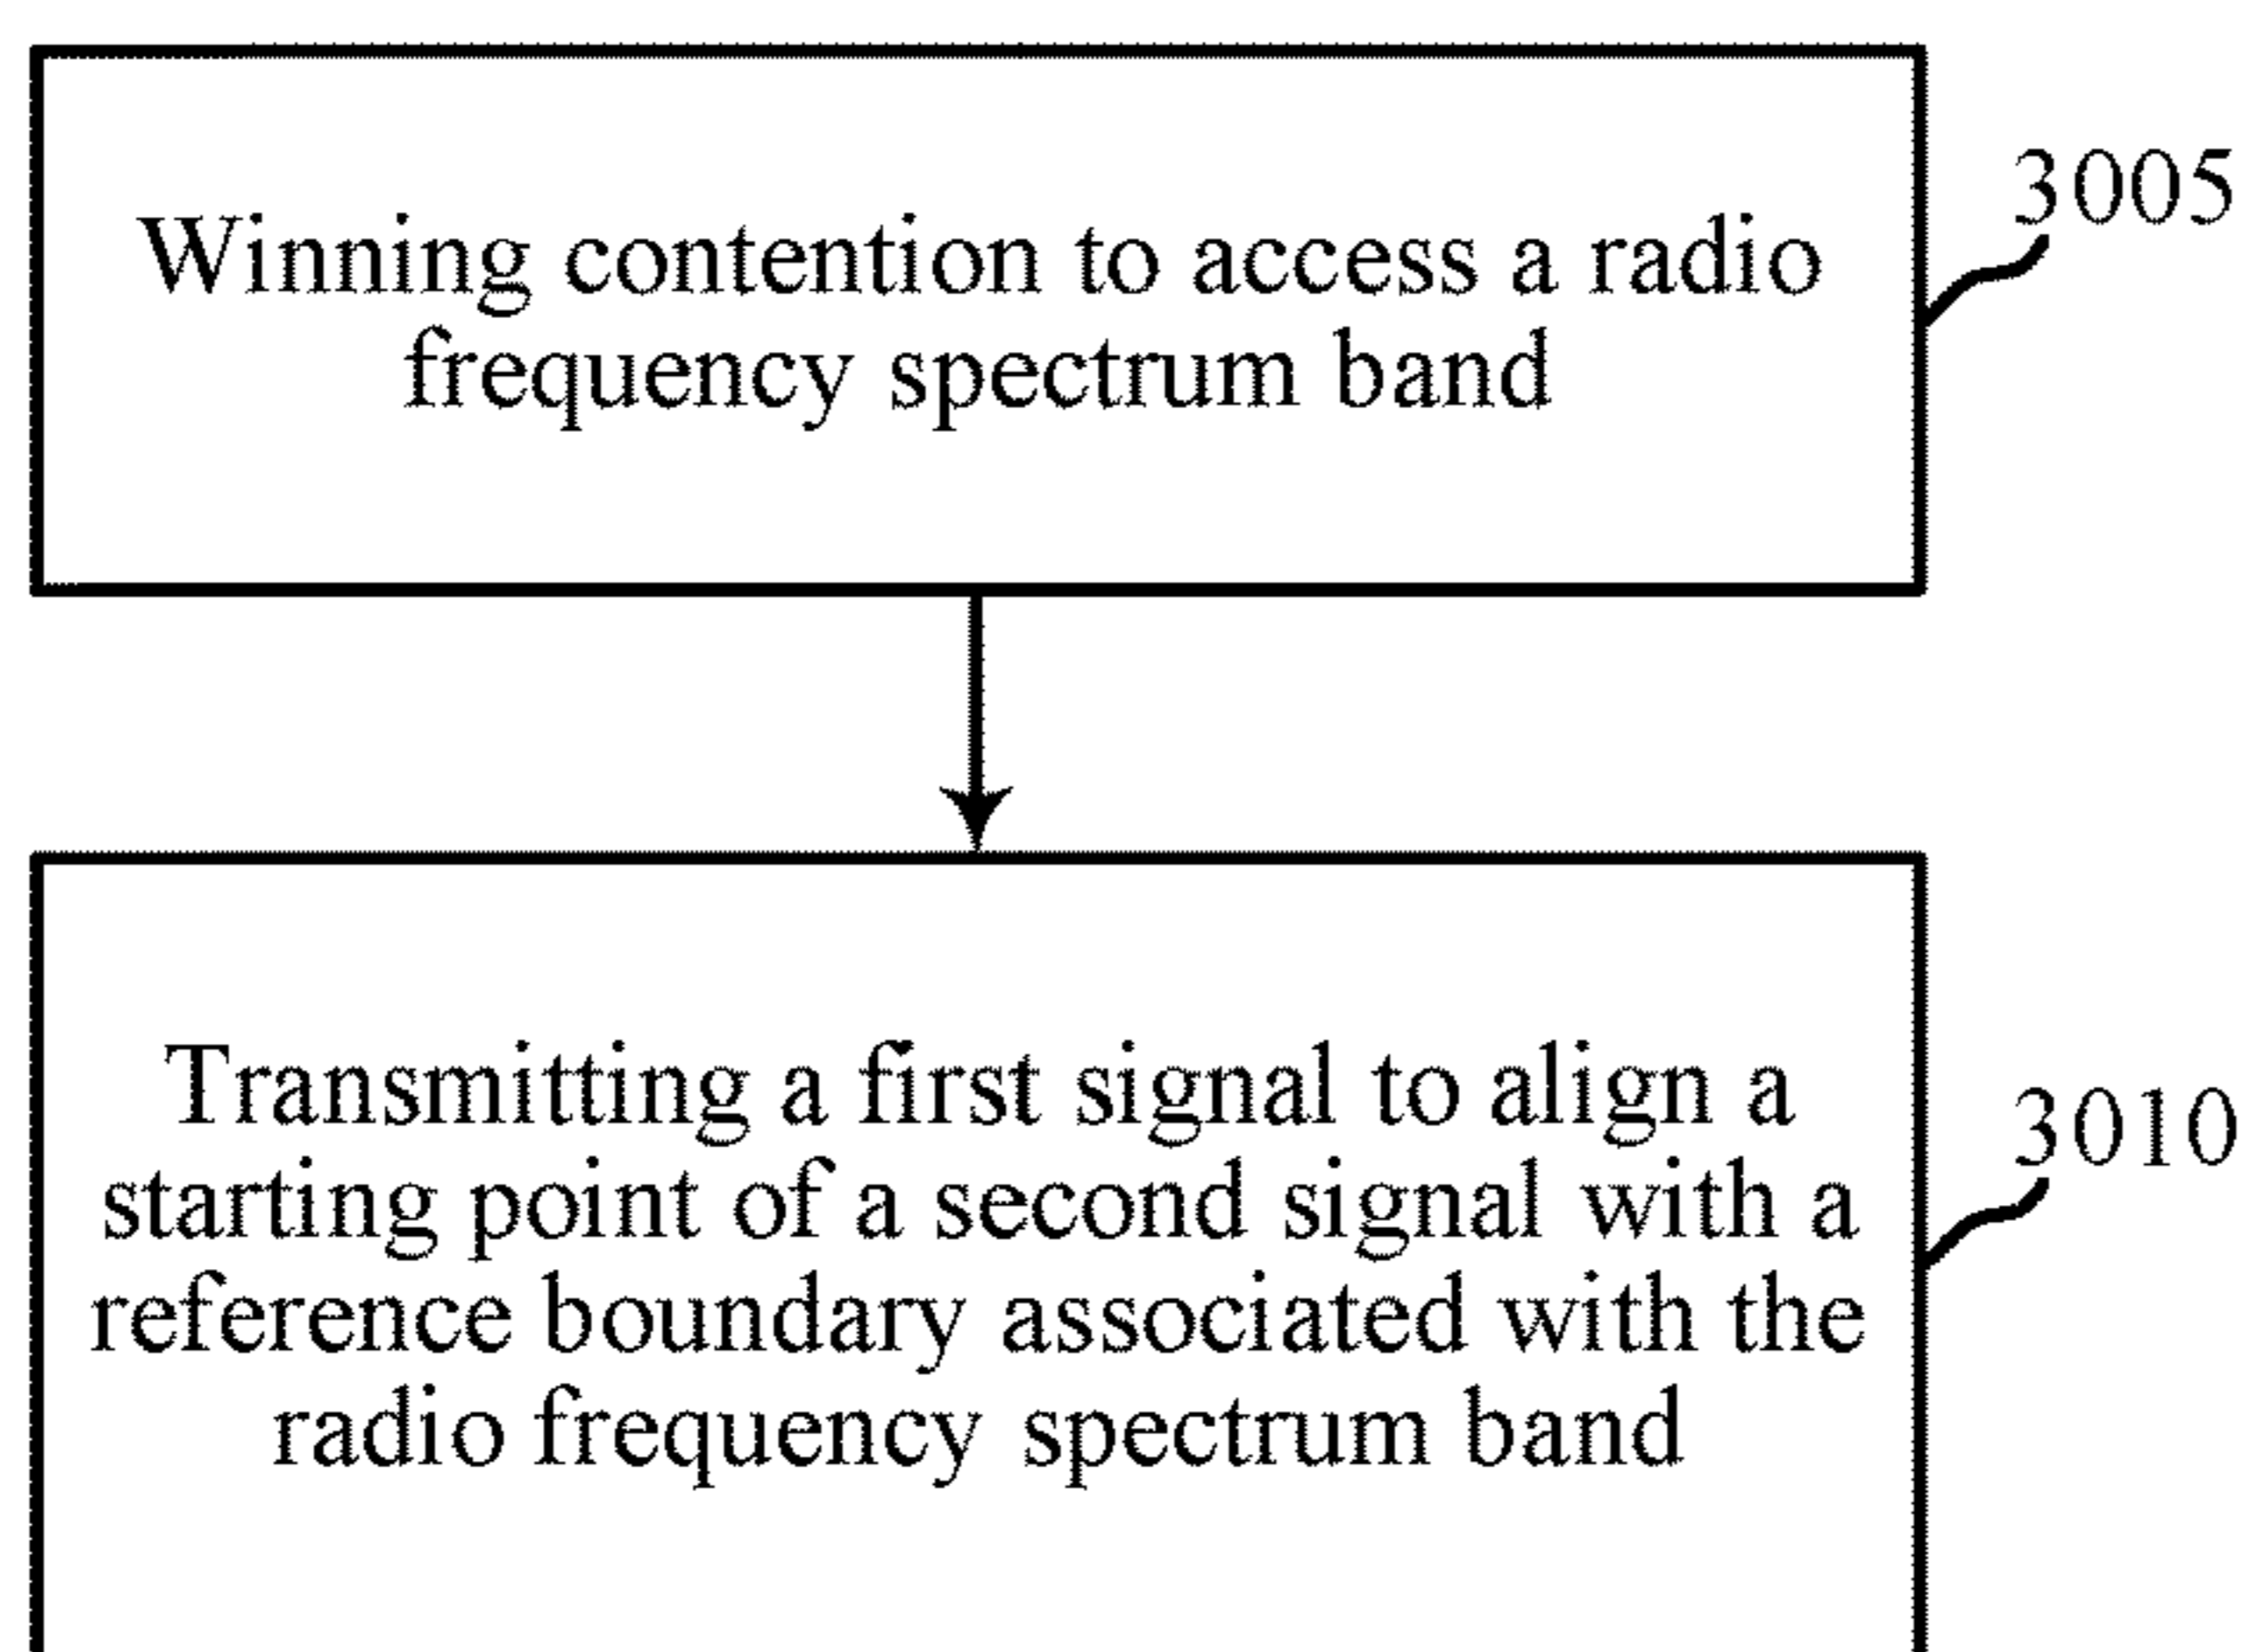 Winning contention to access a radio
frequency spectrum band
3005
Transmitting a first signal to align a
starting point of a second signal with a
reference boundary associated with the
radio frequency spectrum band
3010